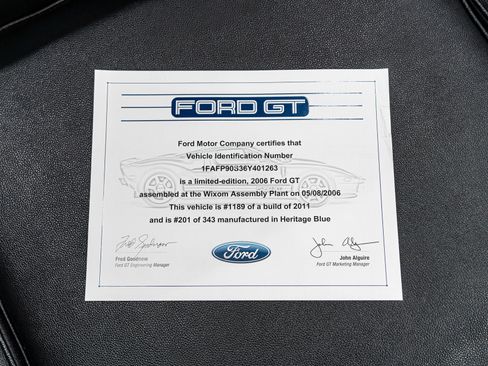 FORD GT
Ford Motor Company certifies that
Vehicle Identification Number
1FAFP90S36Y401263
is a limited-edition, 2006 Ford GT
assembled at the Wixom Assembly Plant on 05/08/2006
This vehicle is #1189 of a build of 2011
and is #201 of 343 manufactured in Heritage Blue
Fred Goodnow
Ford GT Engineering Manager
Ford
John Alguire
Ford GT Marketing Manager